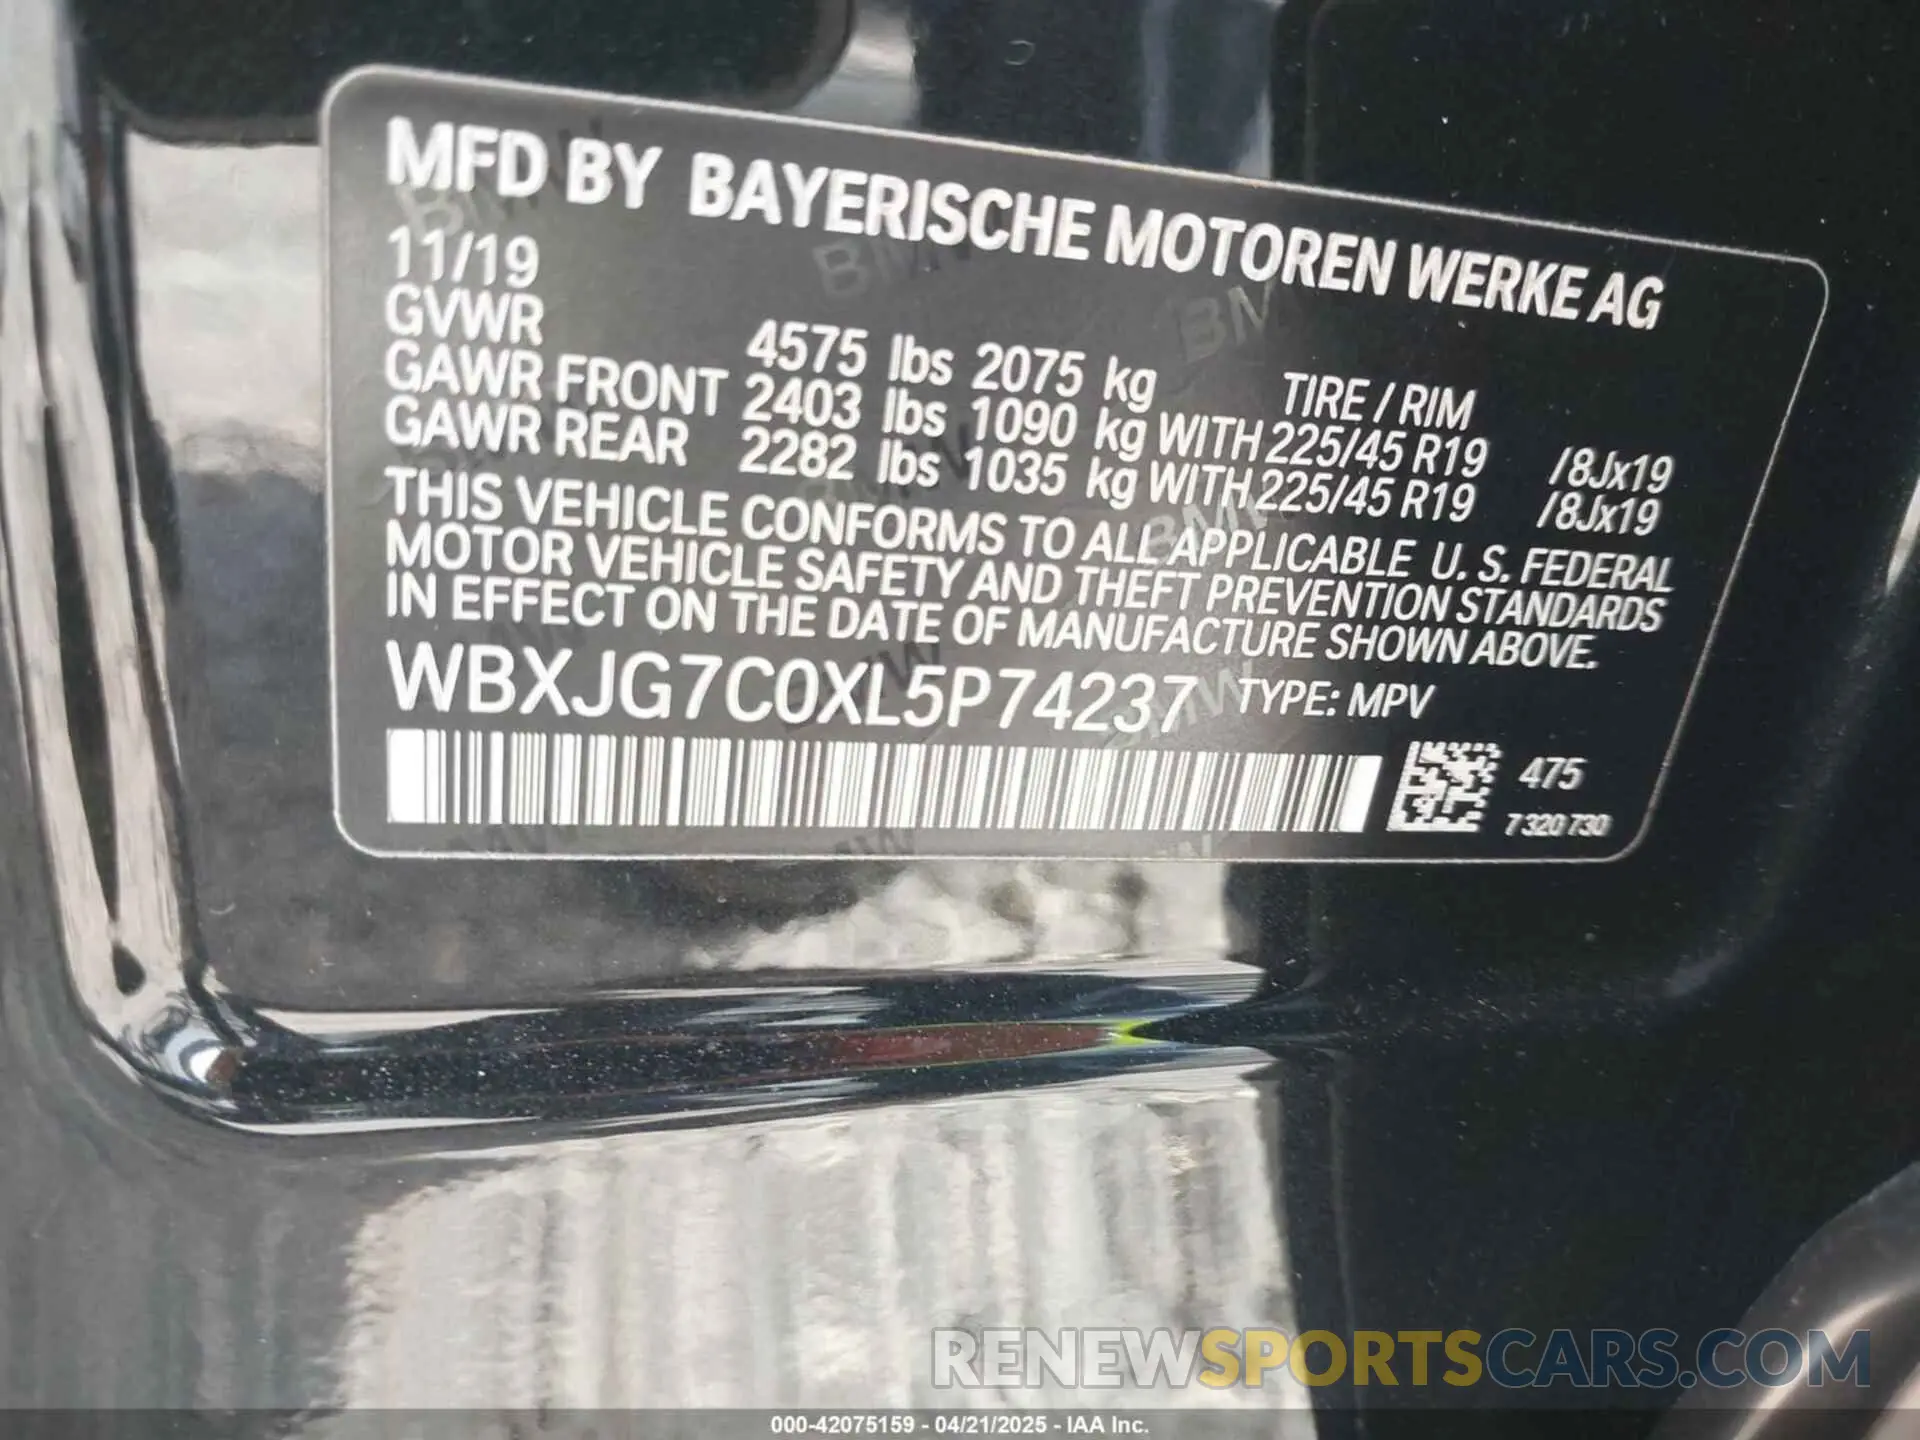 MFD BY BAYERISCHE MOTOREN WERKE AG
11/19
GVWR 4575 lbs 2075 kg TIRE / RIM
GAWR FRONT 2403 lbs 1090 kg WITH 225/45 R19 /8Jx19
GAWR REAR 2282 lbs 1035 kg WITH 225/45 R19 /8Jx19
THIS VEHICLE CONFORMS TO ALL APPLICABLE U. S. FEDERAL
MOTOR VEHICLE SAFETY AND THEFT PREVENTION STANDARDS
IN EFFECT ON THE DATE OF MANUFACTURE SHOWN ABOVE.
WBXJG7C0XL5P74237 TYPE: MPV
475
7 320 730
RENEWSPORTSCARS.COM
000-42075159 - 04/21/2025 - IAA Inc.